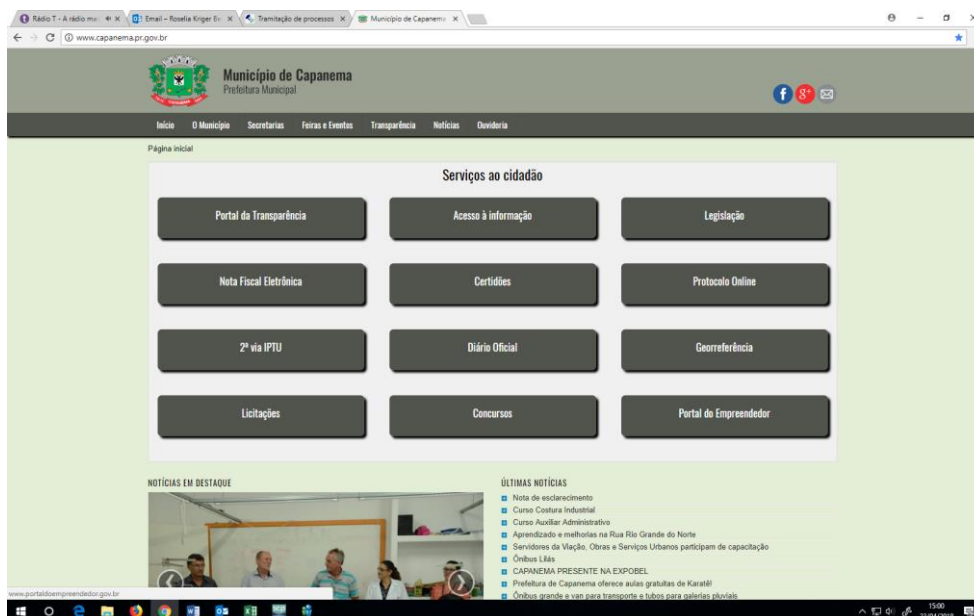 Rádio T - A rádio ma
Email – Roselia Kriger Be
Tramitação de processos
Município de Capanema
www.capanema.pr.gov.br
Município de Capanema
Prefeitura Municipal
Início O Município Secretarias Feiras e Eventos Transparência Notícias Ouvidoria
Página inicial
Serviços ao cidadão
Portal da Transparência Acesso à informação Legislação
Nota Fiscal Eletrônica Certidões Protocolo Online
2ª via IPTU Diário Oficial Georreferência
Licitações Concursos Portal do Empreendedor
NOTÍCIAS EM DESTAQUE
ÚLTIMAS NOTÍCIAS
Nota de esclarecimento
Curso Costura Industrial
Curso Auxiliar Administrativo
Aprendizado e melhorias na Rua Rio Grande do Norte
Servidores da Viação, Obras e Serviços Urbanos participam de capacitação
Ônibus Lilás
CAPANEMA PRESENTE NA EXPOBEL
Prefeitura de Capanema oferece aulas gratuitas de Karatê!
Ônibus grande e van para transporte e tubos para galerias pluviais
www.portaldoempreendedor.gov.br
15:00